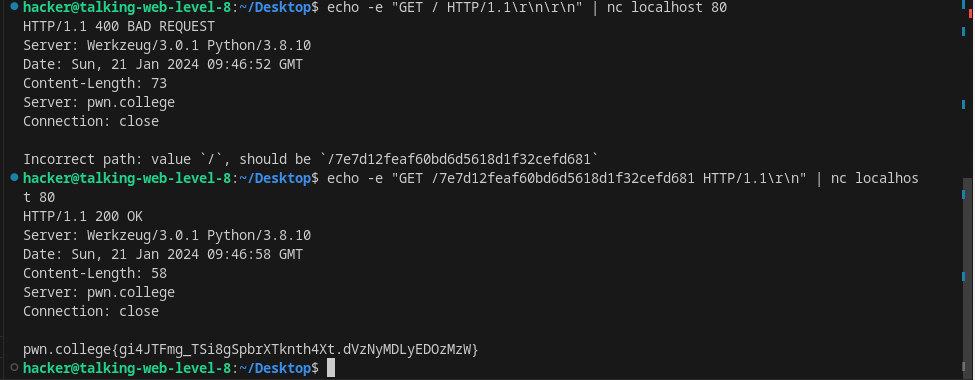 hacker@talking-web-level-8:~/Desktop$ echo -e "GET / HTTP/1.1\r\n\r\n" | nc localhost 80
HTTP/1.1 400 BAD REQUEST
Server: Werkzeug/3.0.1 Python/3.8.10
Date: Sun, 21 Jan 2024 09:46:52 GMT
Content-Length: 73
Server: pwn.college
Connection: close

Incorrect path: value `/`, should be `/7e7d12feaf60bd6d5618d1f32cefd681`
hacker@talking-web-level-8:~/Desktop$ echo -e "GET /7e7d12feaf60bd6d5618d1f32cefd681 HTTP/1.1\r\n" | nc localhos
t 80
HTTP/1.1 200 OK
Server: Werkzeug/3.0.1 Python/3.8.10
Date: Sun, 21 Jan 2024 09:46:58 GMT
Content-Length: 58
Server: pwn.college
Connection: close

pwn.college{gi4JTFmg_TSi8gSpbrXTknth4Xt.dVzNyMDLyEDOzMzW}
hacker@talking-web-level-8:~/Desktop$